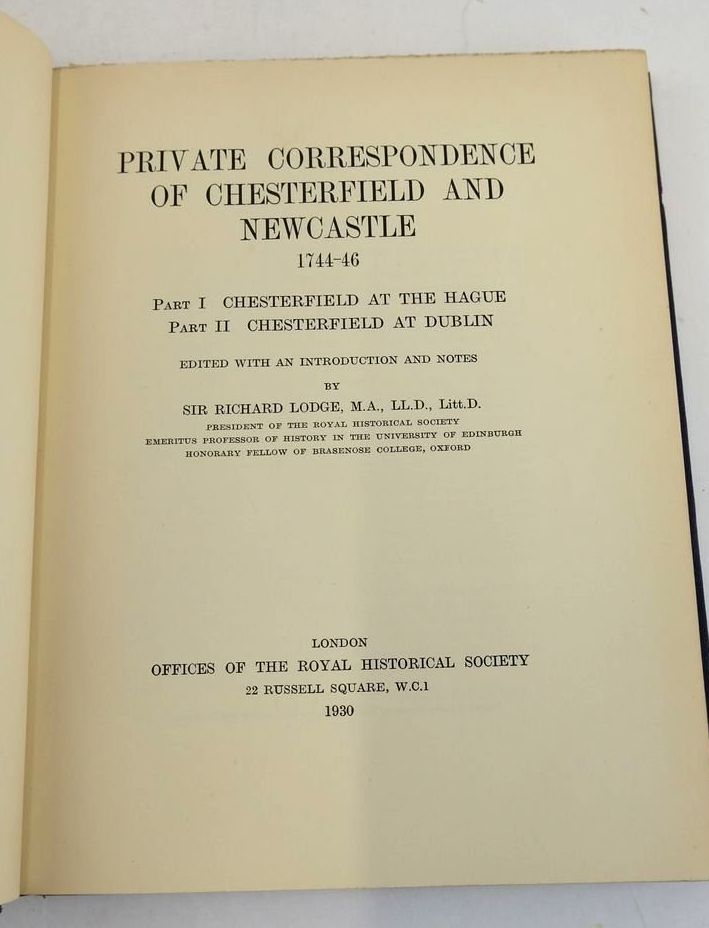 PRIVATE CORRESPONDENCE
OF CHESTERFIELD AND
NEWCASTLE
1744-46
PART I CHESTERFIELD AT THE HAGUE
PART II CHESTERFIELD AT DUBLIN
EDITED WITH AN INTRODUCTION AND NOTES
BY
SIR RICHARD LODGE, M.A., LL.D., Litt.D.
PRESIDENT OF THE ROYAL HISTORICAL SOCIETY
EMERITUS PROFESSOR OF HISTORY IN THE UNIVERSITY OF EDINBURGH
HONORARY FELLOW OF BRASENOSE COLLEGE, OXFORD
LONDON
OFFICES OF THE ROYAL HISTORICAL SOCIETY
22 RUSSELL SQUARE, W.C.1
1930